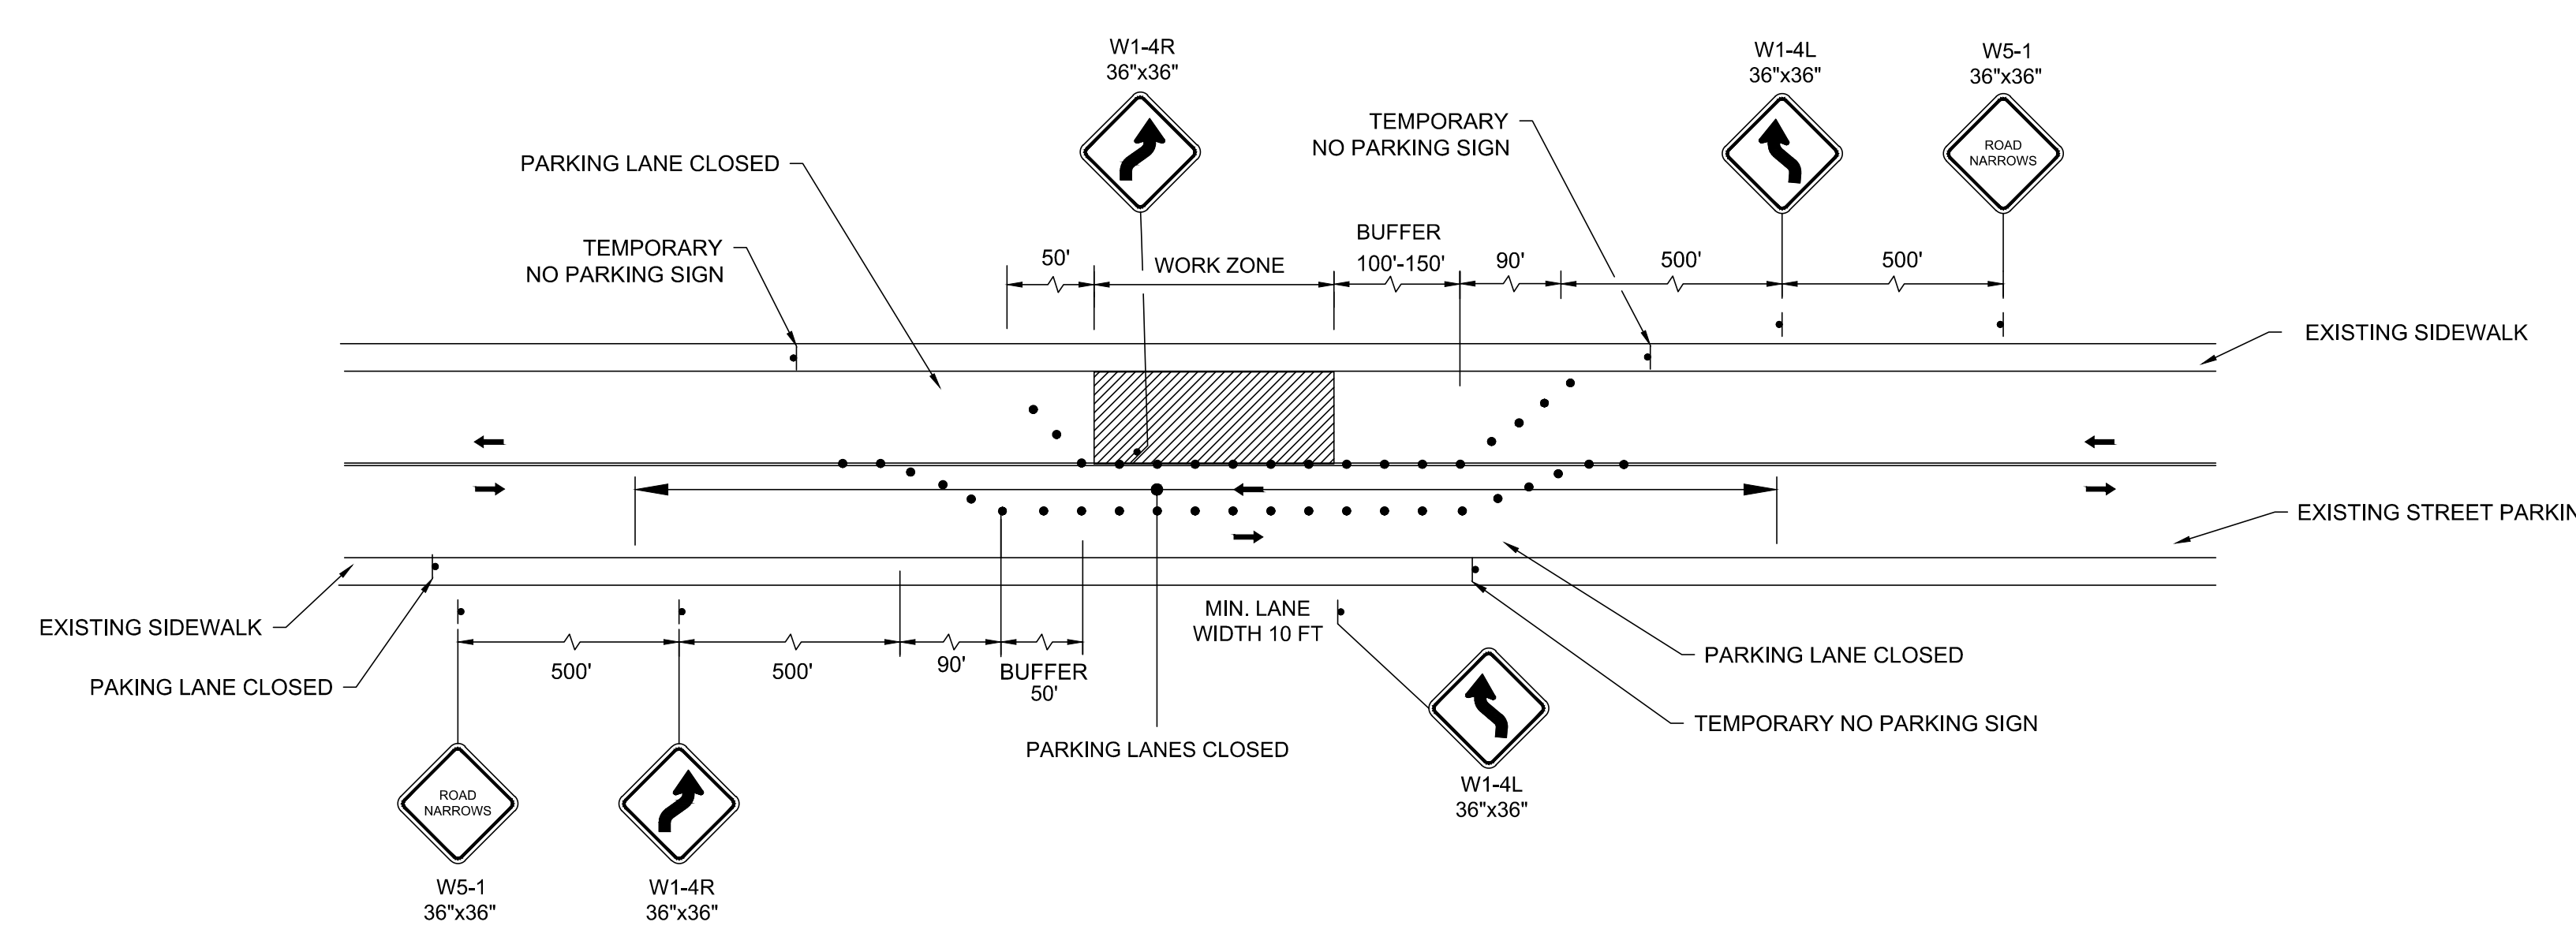 W1-4R
36"x36"
W1-4L
36"x36"
W5-1
36"x36"
TEMPORARY
NO PARKING SIGN
ROAD
NARROWS
PARKING LANE CLOSED
TEMPORARY
NO PARKING SIGN
50'
WORK ZONE
BUFFER
100'-150'
90'
500'
500'
EXISTING SIDEWALK
EXISTING STREET PARKIN
EXISTING SIDEWALK
PAKING LANE CLOSED
500'
500'
90'
BUFFER
50'
MIN. LANE
WIDTH 10 FT
PARKING LANE CLOSED
TEMPORARY NO PARKING SIGN
PARKING LANES CLOSED
ROAD
NARROWS
W1-4L
36"x36"
W5-1
36"x36"
W1-4R
36"x36"